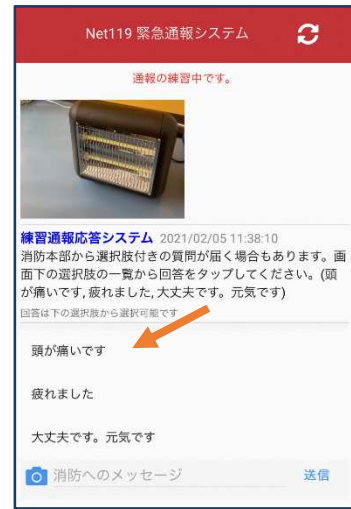 Net119 緊急通報システム
通報の練習中です。
練習通報応答システム 2021/02/05 11:38:10
消防本部から選択肢付きの質問が届く場合もあります。画
面下の選択肢の一覧から回答をタップしてください。(頭
が痛いです, 疲れました, 大丈夫です。元気です)
回答は下の選択肢から選択可能です
頭が痛いです
疲れました
大丈夫です。元気です
消防へのメッセージ 送信